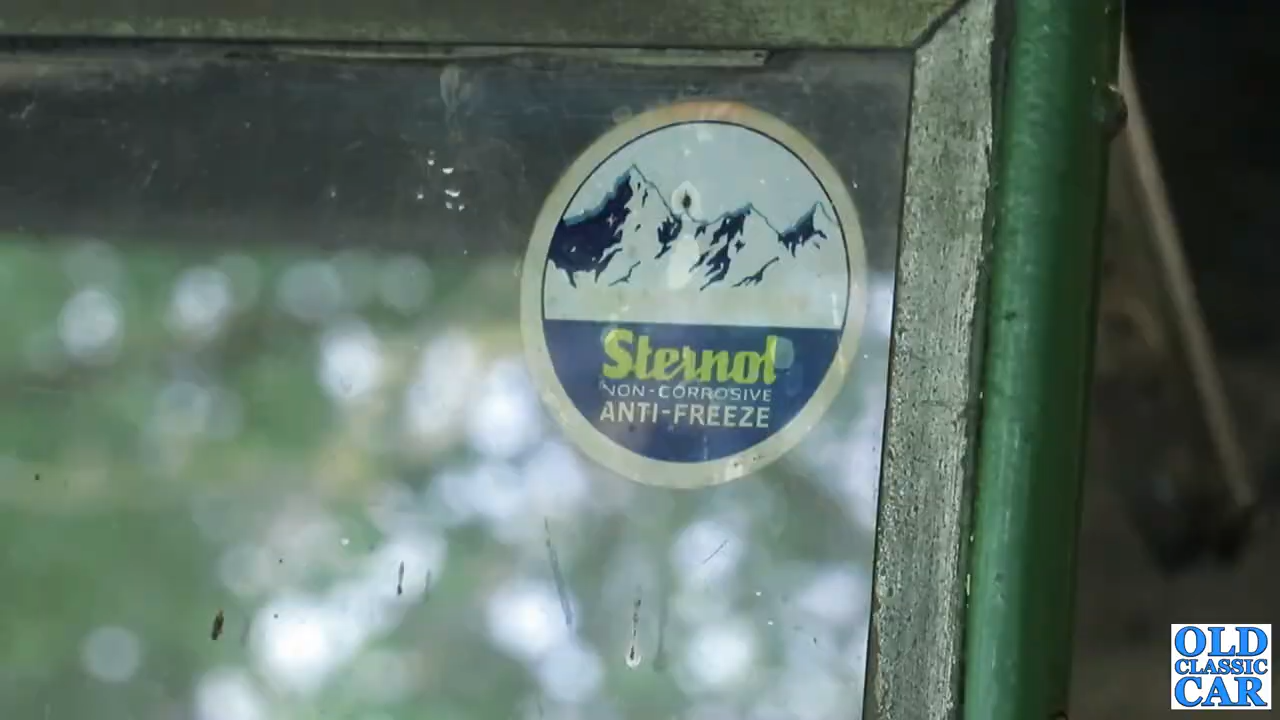 Sternol
NON-CORROSIVE
ANTI-FREEZE
OLD
CLASSIC
CAR